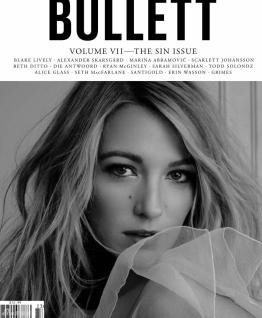 BULLETT
VOLUME VII—THE SIN ISSUE
BLAKE LIVELY · ALEXANDER SKARSGÅRD · MARINA ABRAMOVIĆ · SCARLETT JOHANSSON
BETH DITTO · DIE ANTWOORD · RYAN McGINLEY · SARAH SILVERMAN · TODD SOLONDZ
ALICE GLASS · SETH MacFARLANE · SANTIGOLD · ERIN WASSON · GRIMES